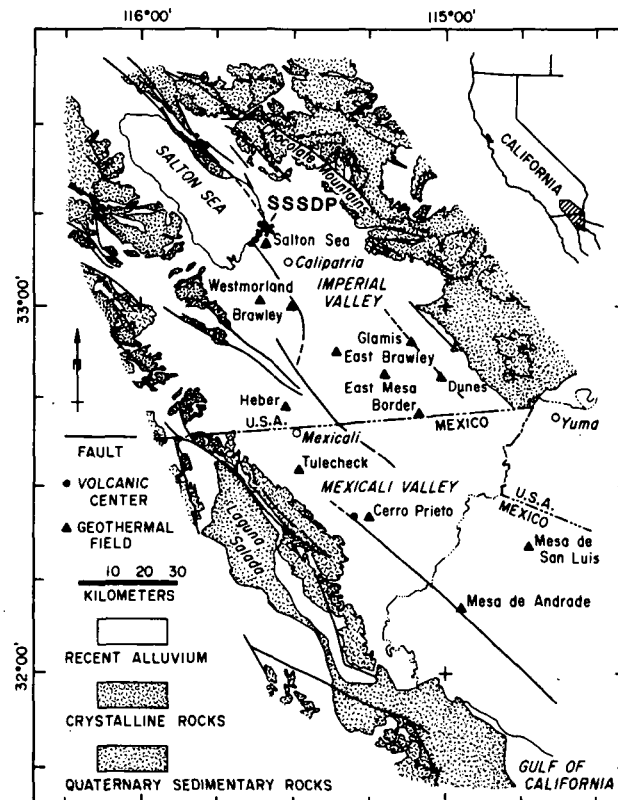 116°00'
115°00'
33°00'
32°00'
SALTON SEA
Chocolate Mountains
CALIFORNIA
SSSDP
Salton Sea
Calipatria
IMPERIAL
VALLEY
Westmorland
Brawley
Glamis
East Brawley
East Mesa
Dunes
Border
Heber
U.S.A.
MEXICO
Yuma
Mexicali
Tulecheck
MEXICALI VALLEY
U.S.A.
MEXICO
Cerro Prieto
Mesa de
San Luis
Mesa de Andrade
Laguna
Salada
GULF OF
CALIFORNIA
N
FAULT
VOLCANIC
CENTER
GEOTHERMAL
FIELD
10 20 30
KILOMETERS
RECENT ALLUVIUM
CRYSTALLINE ROCKS
QUATERNARY SEDIMENTARY ROCKS